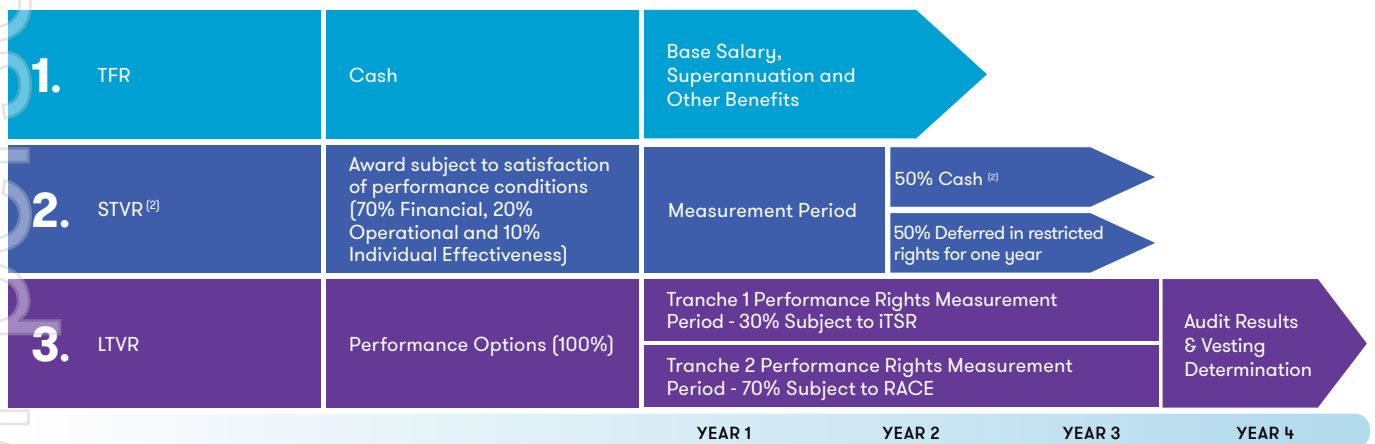 1.
TFR
Cash
Base Salary,
Superannuation and
Other Benefits
2.
STVR (2)
Award subject to satisfaction
of performance conditions
(70% Financial, 20%
Operational and 10%
Individual Effectiveness)
Measurement Period
50% Cash (2)
50% Deferred in restricted
rights for one year
3.
LTVR
Performance Options (100%)
Tranche 1 Performance Rights Measurement
Period - 30% Subject to iTSR
Tranche 2 Performance Rights Measurement
Period - 70% Subject to RACE
Audit Results
& Vesting
Determination
YEAR 1 YEAR 2 YEAR 3 YEAR 4